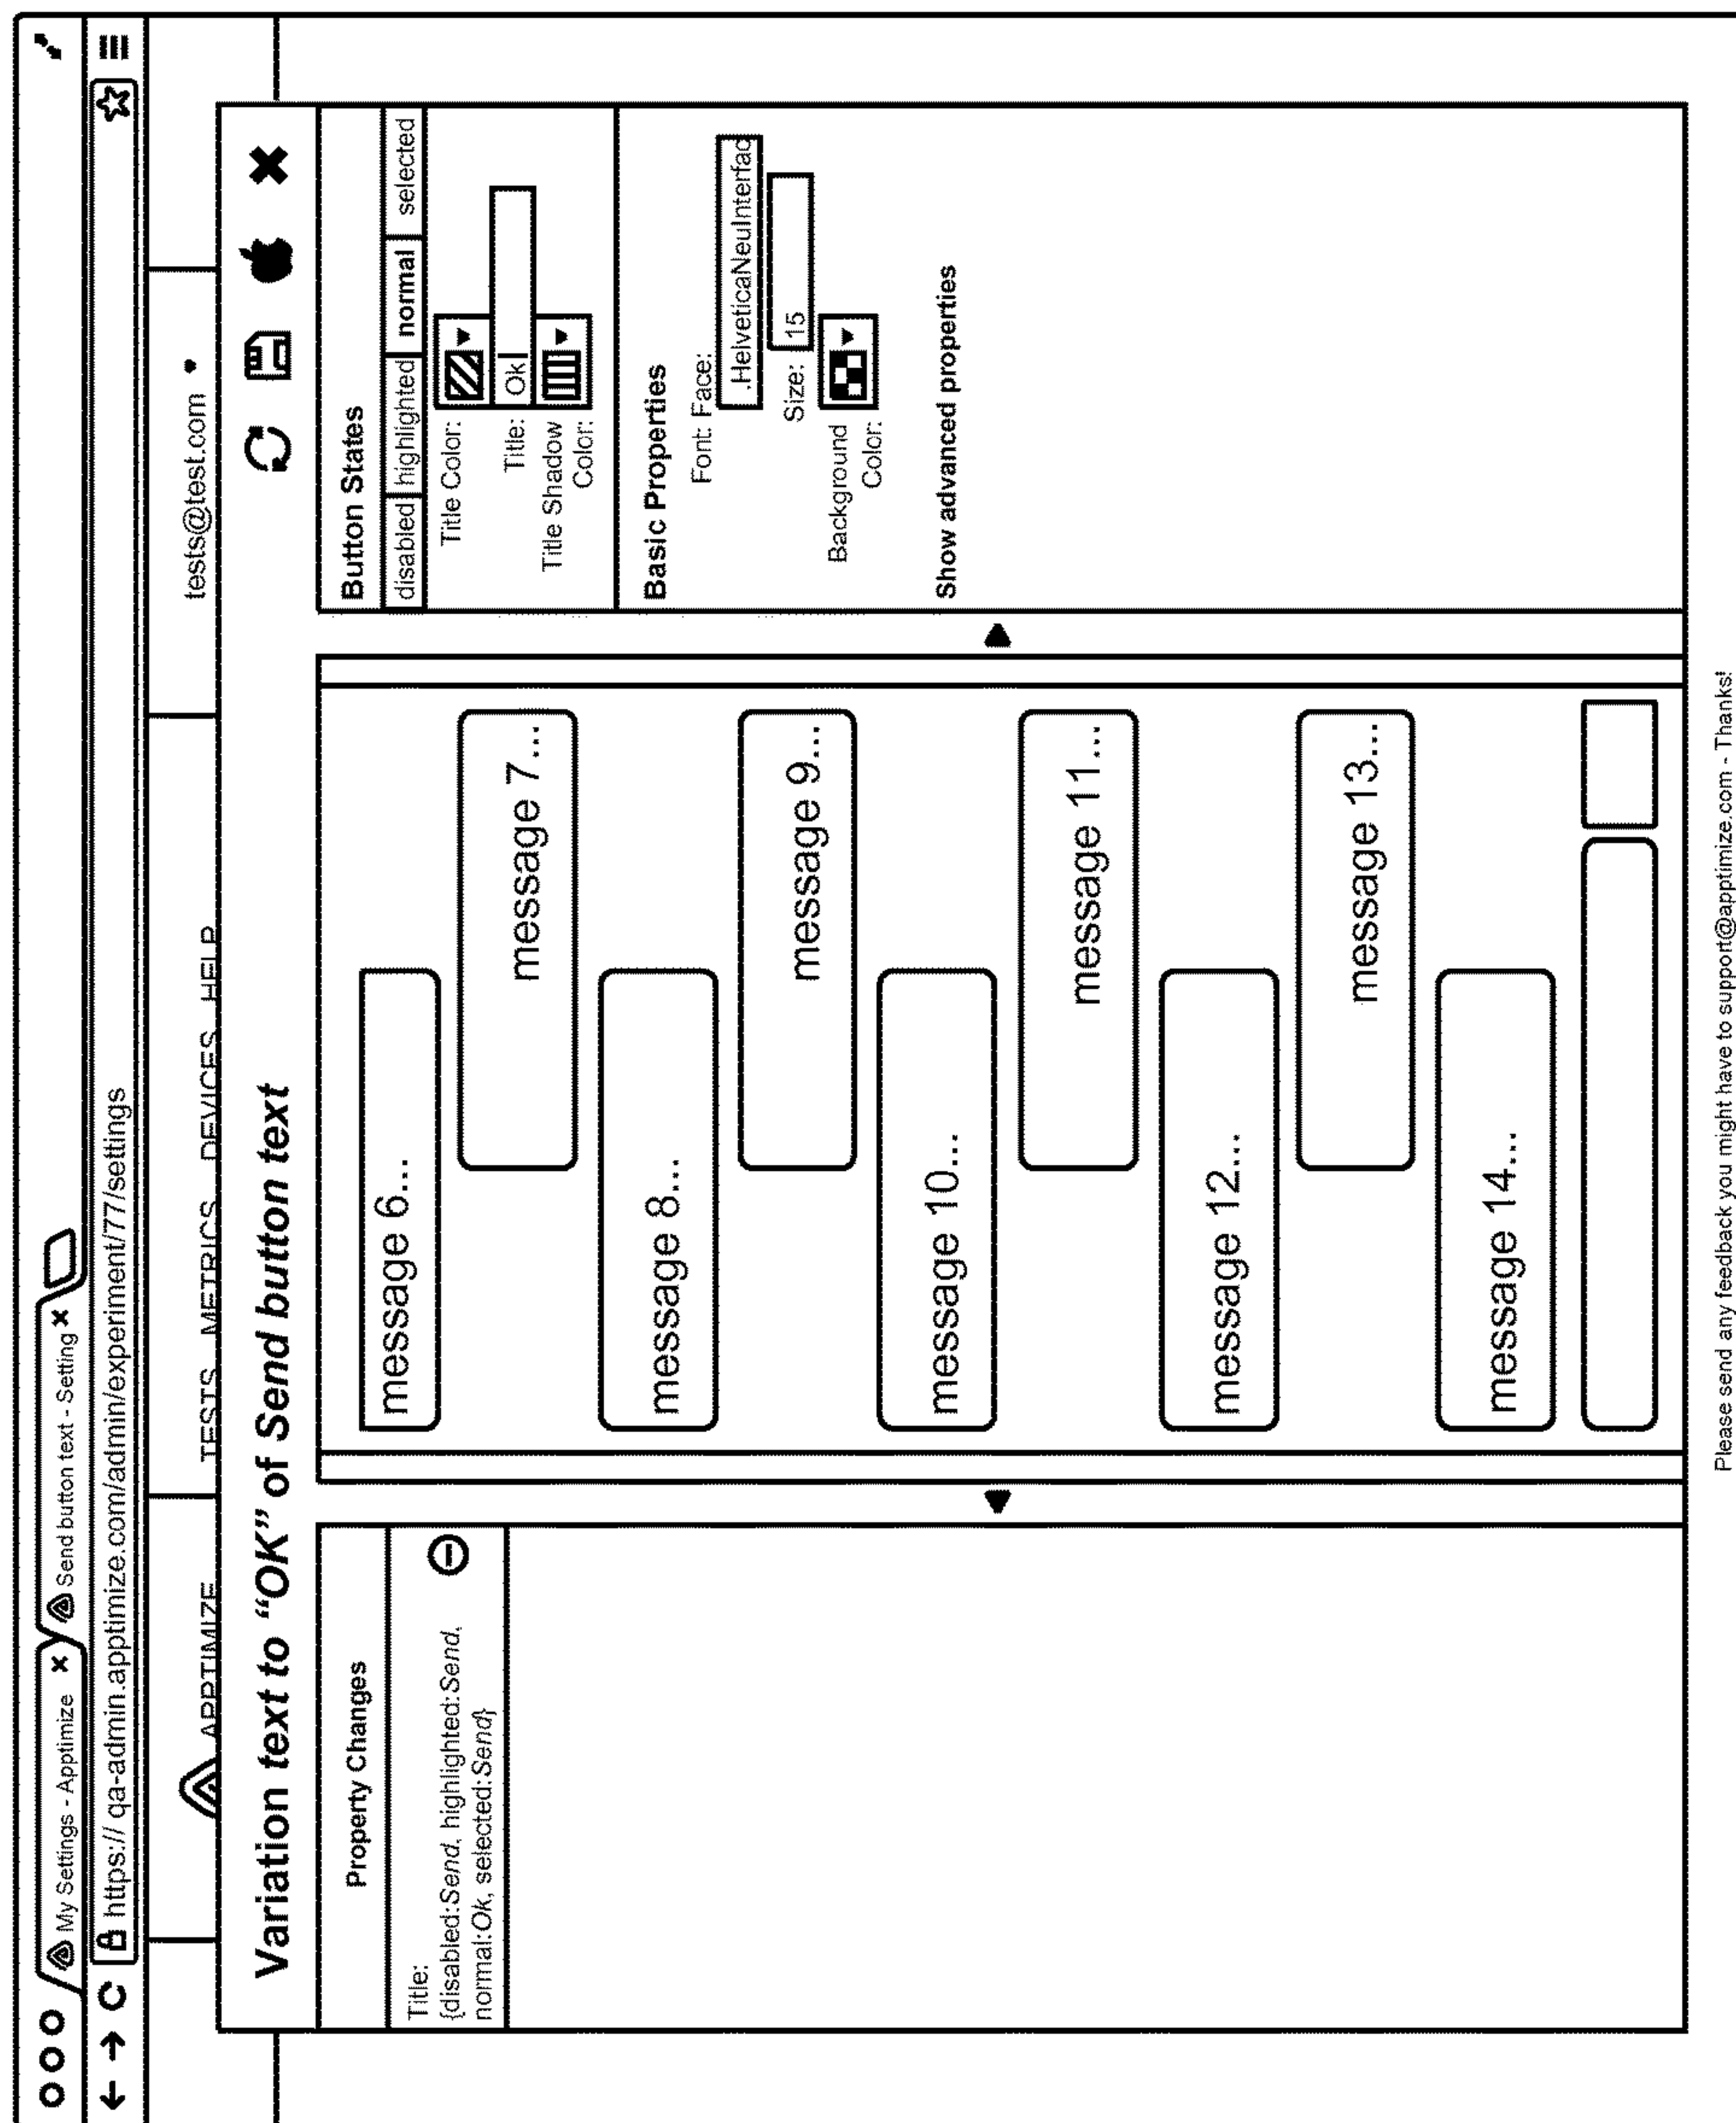 My Settings - Apptimize
Send button text - Setting
https:// qa-admin.apptimize.com/admin/experiment/77/settings
APPTIMIZE
TESTS METRICS DEVICES HELP
tests@test.com
Variation text to "OK" of Send button text
Property Changes
Title:
{disabled:Send, highlighted:Send,
normal:Ok, selected:Send}
message 6...
message 7...
message 8...
message 9...
message 10...
message 11...
message 12...
message 13...
message 14...
Button States
disabled highlighted normal selected
Title Color:
Title: Ok
Title Shadow
Color:
Basic Properties
Font: Face:
.HelveticaNeuInterfac
Size: 15
Background
Color:
Show advanced properties
Please send any feedback you might have to support@apptimize.com - Thanks!